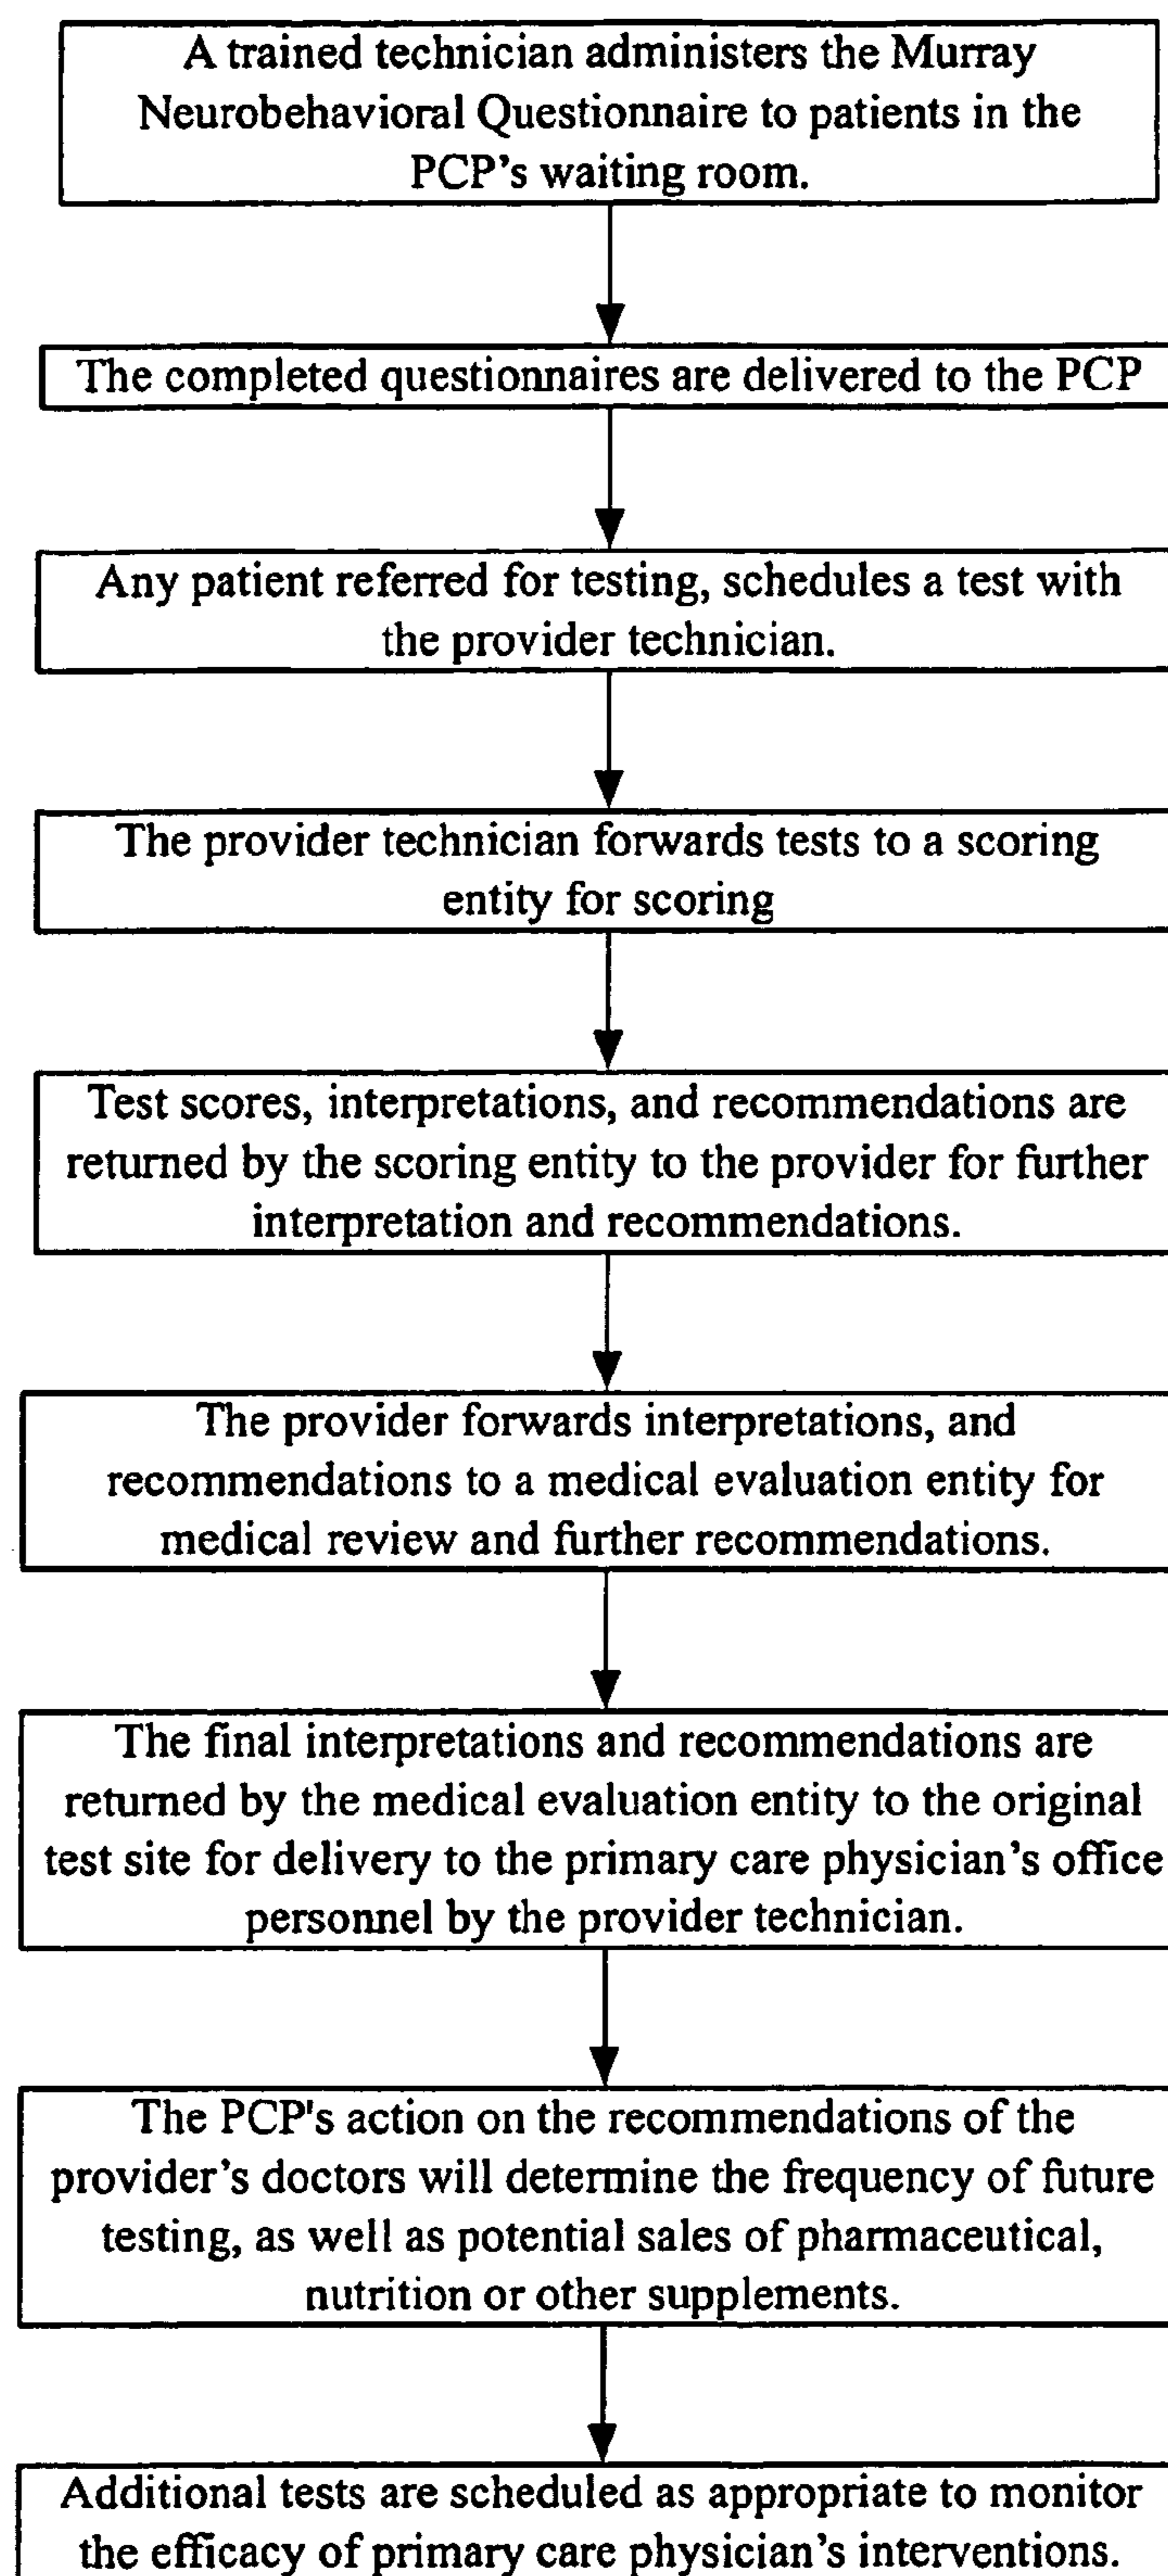 A trained technician administers the Murray
Neurobehavioral Questionnaire to patients in the
PCP's waiting room.
The completed questionnaires are delivered to the PCP
Any patient referred for testing, schedules a test with
the provider technician.
The provider technician forwards tests to a scoring
entity for scoring
Test scores, interpretations, and recommendations are
returned by the scoring entity to the provider for further
interpretation and recommendations.
The provider forwards interpretations, and
recommendations to a medical evaluation entity for
medical review and further recommendations.
The final interpretations and recommendations are
returned by the medical evaluation entity to the original
test site for delivery to the primary care physician's office
personnel by the provider technician.
The PCP's action on the recommendations of the
provider's doctors will determine the frequency of future
testing, as well as potential sales of pharmaceutical,
nutrition or other supplements.
Additional tests are scheduled as appropriate to monitor
the efficacy of primary care physician's interventions.